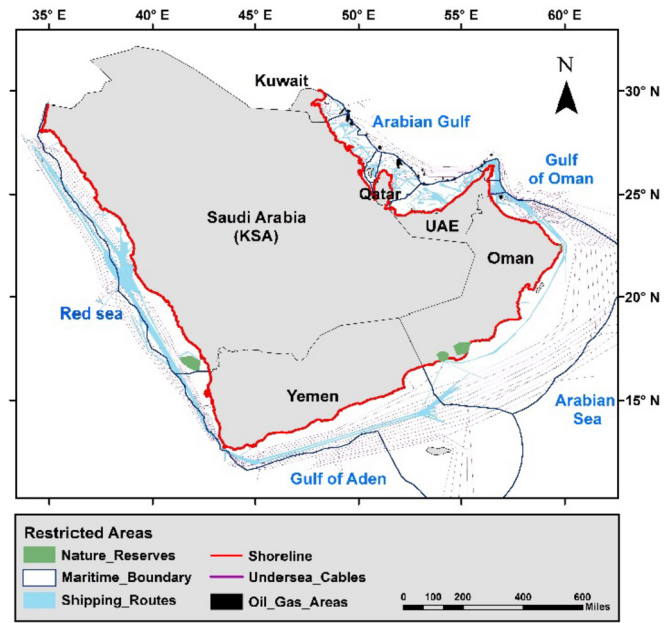 35° E 40° E 45° E 50° E 55° E 60° E
N
30° N
Kuwait
Arabian Gulf
Gulf
of Oman
25° N
Qatar
Saudi Arabia
(KSA)
UAE
Oman
20° N
Red sea
Yemen
Arabian
Sea
15° N
Gulf of Aden
Restricted Areas
Nature_Reserves
Shoreline
Maritime_Boundary
Undersea_Cables
Shipping_Routes
Oil_Gas_Areas
0 100 200 400 600
Miles